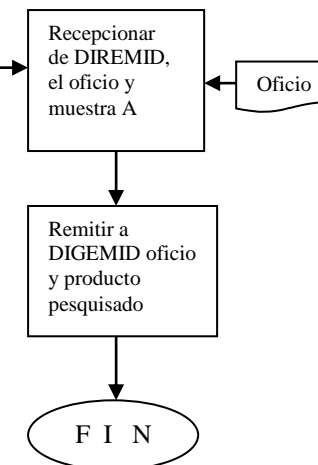 Recepcionar
de DIREMID,
el oficio y
muestra A
Oficio
Remitir a
DIGEMID oficio
y producto
pesquisado
F I N